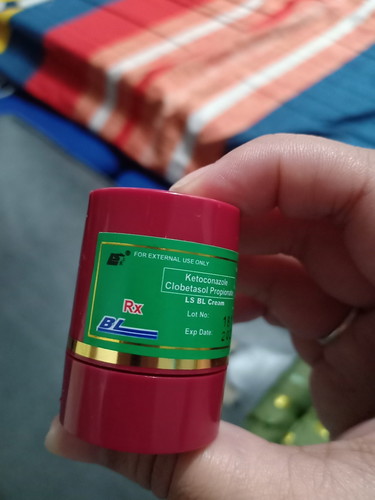 FOR EXTERNAL USE ONLY
Ketoconazole
Clobetasol Propionate
LS BL Cream
Rx
Lot No:
BL
Exp Date: